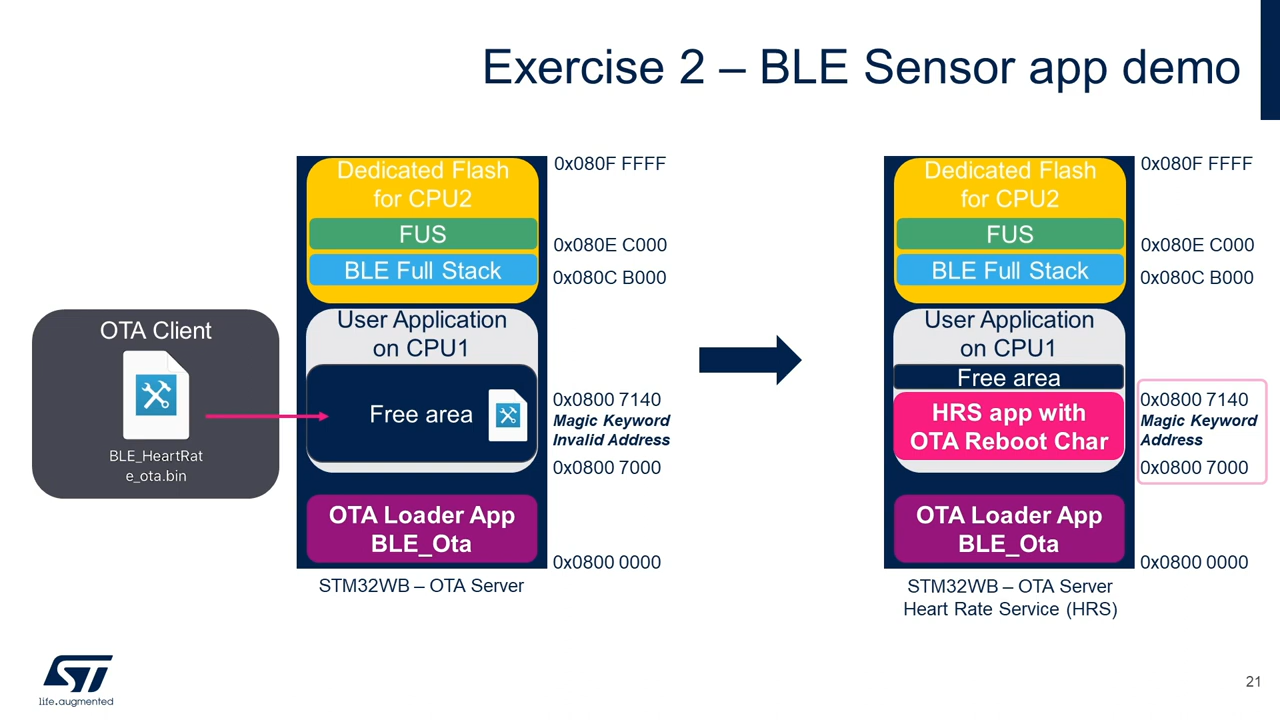 Exercise 2 – BLE Sensor app demo
OTA Client
BLE_HeartRat
e_ota.bin
Dedicated Flash
for CPU2
FUS
BLE Full Stack
User Application
on CPU1
Free area
OTA Loader App
BLE_Ota
0x080F FFFF
0x080E C000
0x080C B000
0x0800 7140
Magic Keyword
Invalid Address
0x0800 7000
0x0800 0000
STM32WB – OTA Server
Dedicated Flash
for CPU2
FUS
BLE Full Stack
User Application
on CPU1
Free area
HRS app with
OTA Reboot Char
OTA Loader App
BLE_Ota
0x080F FFFF
0x080E C000
0x080C B000
0x0800 7140
Magic Keyword
Address
0x0800 7000
0x0800 0000
STM32WB – OTA Server
Heart Rate Service (HRS)
ST
life.augmented
21